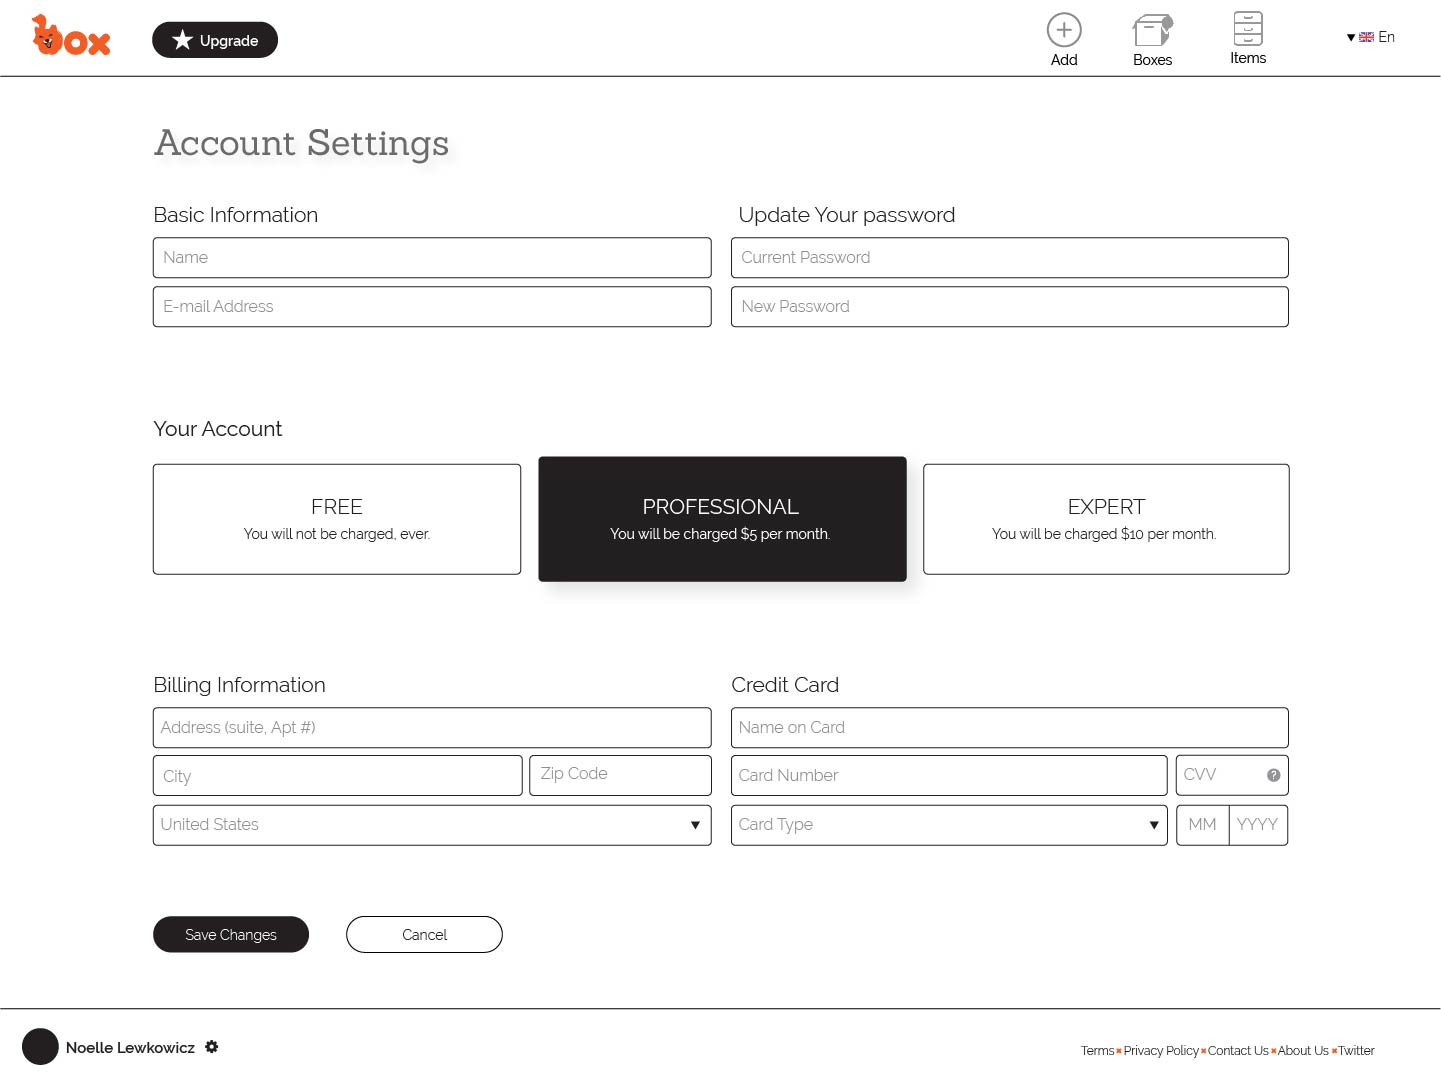 box
Upgrade
Add
Boxes
Items
En
Account Settings
Basic Information
Update Your password
Name
Current Password
E-mail Address
New Password
Your Account
FREE
You will not be charged, ever.
PROFESSIONAL
You will be charged $5 per month.
EXPERT
You will be charged $10 per month.
Billing Information
Credit Card
Address (suite, Apt #)
Name on Card
City
Zip Code
Card Number
CVV
?
United States
Card Type
MM
YYYY
Save Changes
Cancel
Noelle Lewkowicz
Terms × Privacy Policy × Contact Us × About Us × Twitter